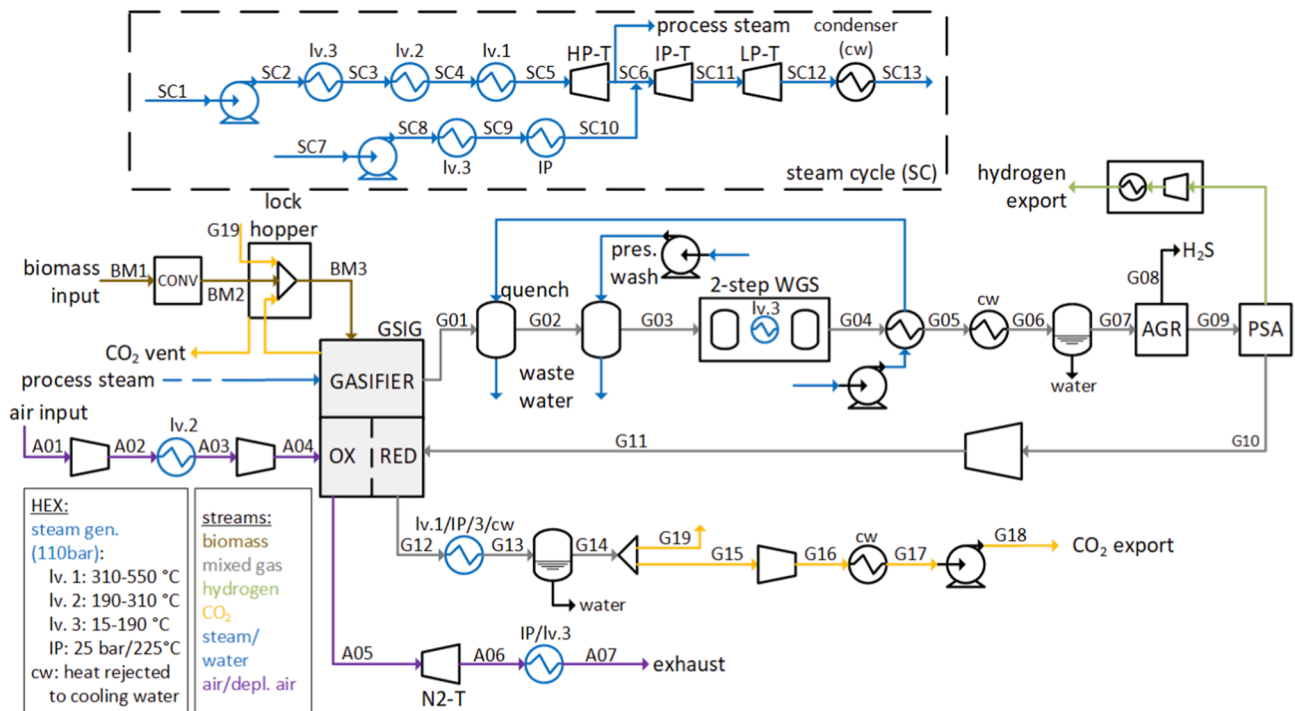 process steam
condenser
(cw)
lv.3
lv.2
lv.1
HP-T
IP-T
LP-T
SC1
SC2
SC3
SC4
SC5
SC6
SC11
SC12
SC13
SC7
SC8
SC9
SC10
lv.3
IP
steam cycle (SC)
lock
hopper
G19
biomass
input
BM1
CONV
BM2
BM3
CO₂ vent
process steam
air input
GSIG
GASIFIER
OX
RED
G01
quench
G02
pres.
wash
G03
2-step WGS
lv.3
G04
G05
cw
G06
G07
water
AGR
G08
H₂S
G09
PSA
hydrogen
export
waste
water
A01
A02
lv.2
A03
A04
G11
G10
HEX:
steam gen.
(110bar):
lv. 1: 310-550 °C
lv. 2: 190-310 °C
lv. 3: 15-190 °C
IP: 25 bar/225°C
cw: heat rejected
to cooling water
streams:
biomass
mixed gas
hydrogen
CO₂
steam/
water
air/depl. air
lv.1/IP/3/cw
G12
G13
G14
G19
G15
G16
cw
G17
G18
CO₂ export
water
A05
A06
IP/lv.3
A07
exhaust
N2-T